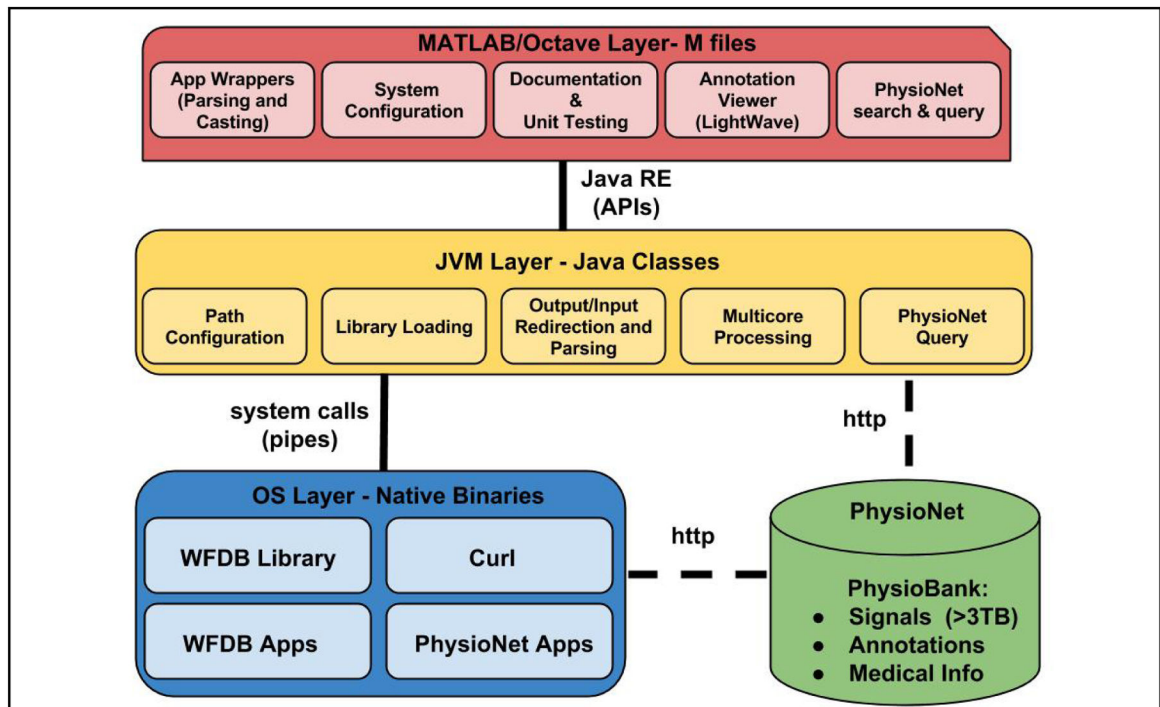 MATLAB/Octave Layer- M files
App Wrappers
(Parsing and
Casting)
System
Configuration
Documentation
&
Unit Testing
Annotation
Viewer
(LightWave)
PhysioNet
search & query
Java RE
(APIs)
JVM Layer - Java Classes
Path
Configuration
Library Loading
Output/Input
Redirection and
Parsing
Multicore
Processing
PhysioNet
Query
system calls
(pipes)
http
OS Layer - Native Binaries
WFDB Library
Curl
WFDB Apps
PhysioNet Apps
http
PhysioNet
PhysioBank:
● Signals (>3TB)
● Annotations
● Medical Info